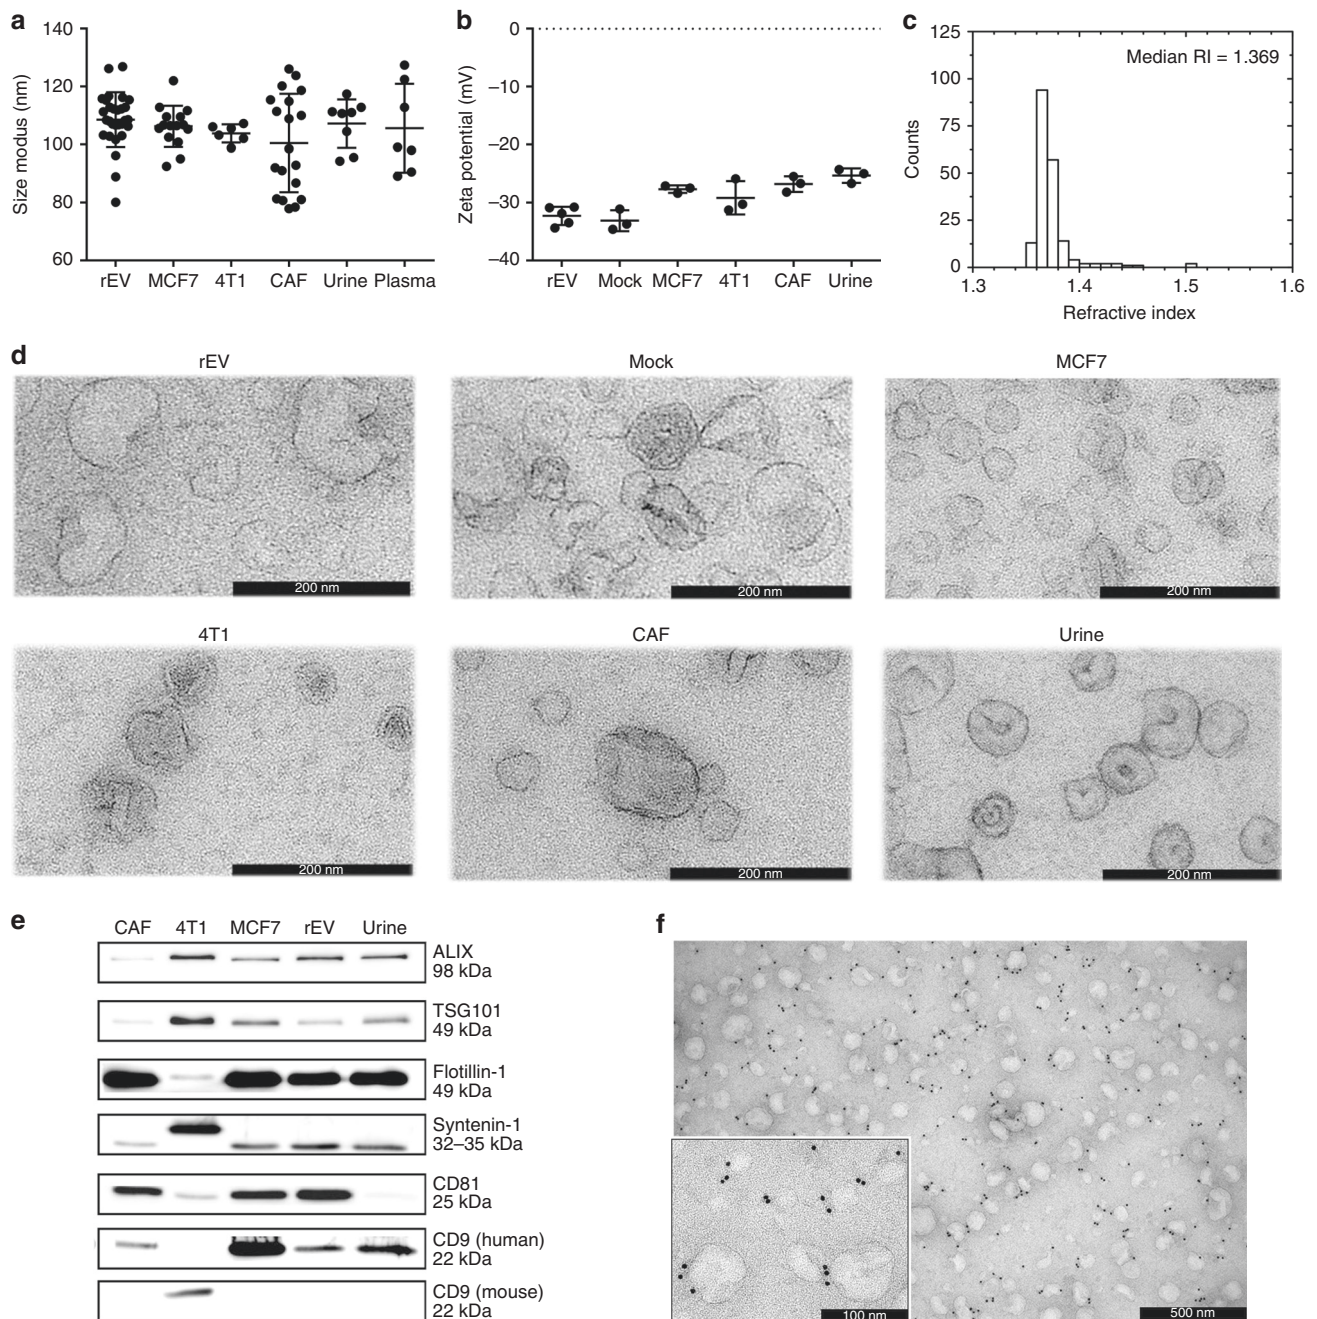 a
Size modus (nm)
140
120
100
80
60
rEV MCF7 4T1 CAF Urine Plasma
b
Zeta potential (mV)
0
–10
–20
–30
–40
rEV Mock MCF7 4T1 CAF Urine
c
Counts
125
100
75
50
25
0
Median RI = 1.369
1.3 1.4 1.5 1.6
Refractive index
d
rEV
200 nm
Mock
200 nm
MCF7
200 nm
4T1
200 nm
CAF
200 nm
Urine
200 nm
e
CAF 4T1 MCF7 rEV Urine
ALIX
98 kDa
TSG101
49 kDa
Flotillin-1
49 kDa
Syntenin-1
32–35 kDa
CD81
25 kDa
CD9 (human)
22 kDa
CD9 (mouse)
22 kDa
f
100 nm
500 nm